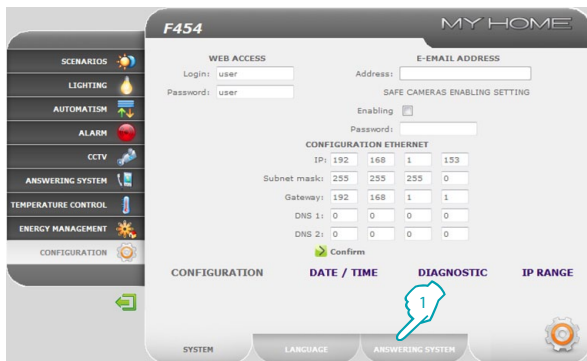 F454
MY HOME
SCENARIOS
LIGHTING
AUTOMATISM
ALARM
CCTV
ANSWERING SYSTEM
TEMPERATURE CONTROL
ENERGY MANAGEMENT
CONFIGURATION
WEB ACCESS
Login: user
Password: user
E-EMAIL ADDRESS
Address:
SAFE CAMERAS ENABLING SETTING
Enabling
Password:
CONFIGURATION ETHERNET
IP: 192 168 1 153
Subnet mask: 255 255 255 0
Gateway: 192 168 1 1
DNS 1: 0 0 0 0
DNS 2: 0 0 0 0
Confirm
CONFIGURATION DATE / TIME DIAGNOSTIC IP RANGE
1
SYSTEM LANGUAGE ANSWERING SYSTEM